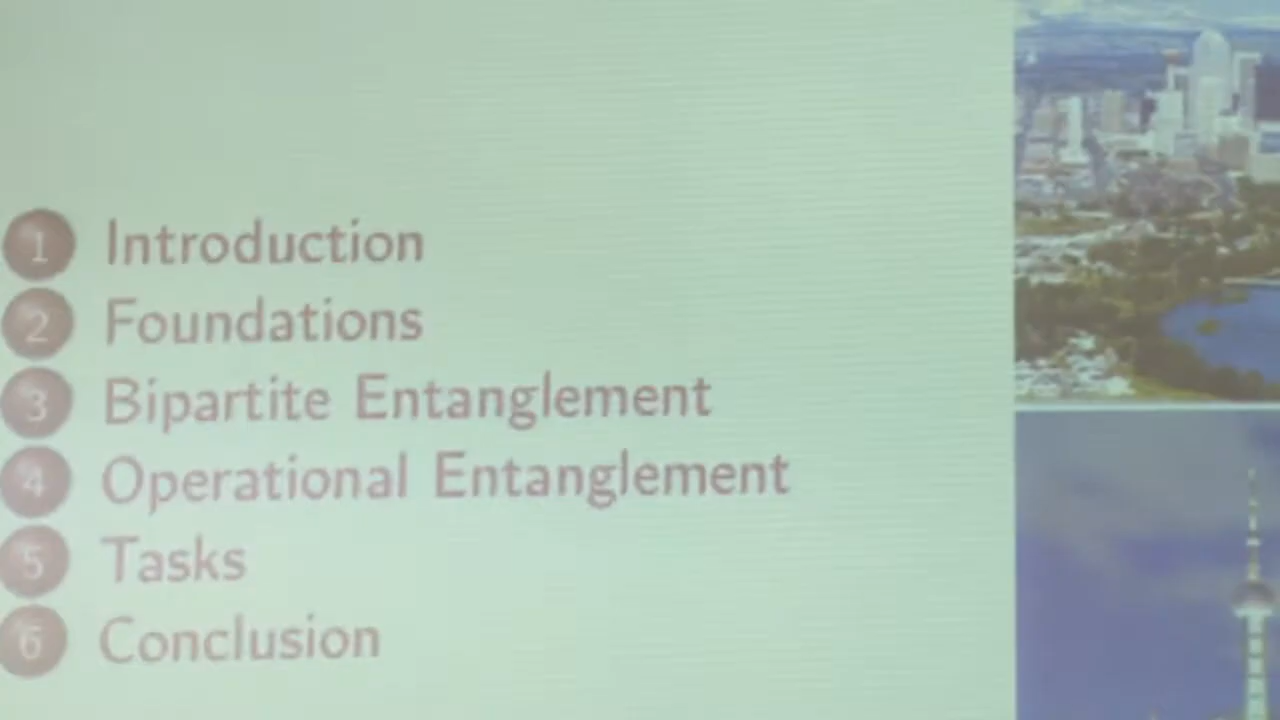 1 Introduction
2 Foundations
3 Bipartite Entanglement
4 Operational Entanglement
5 Tasks
6 Conclusion